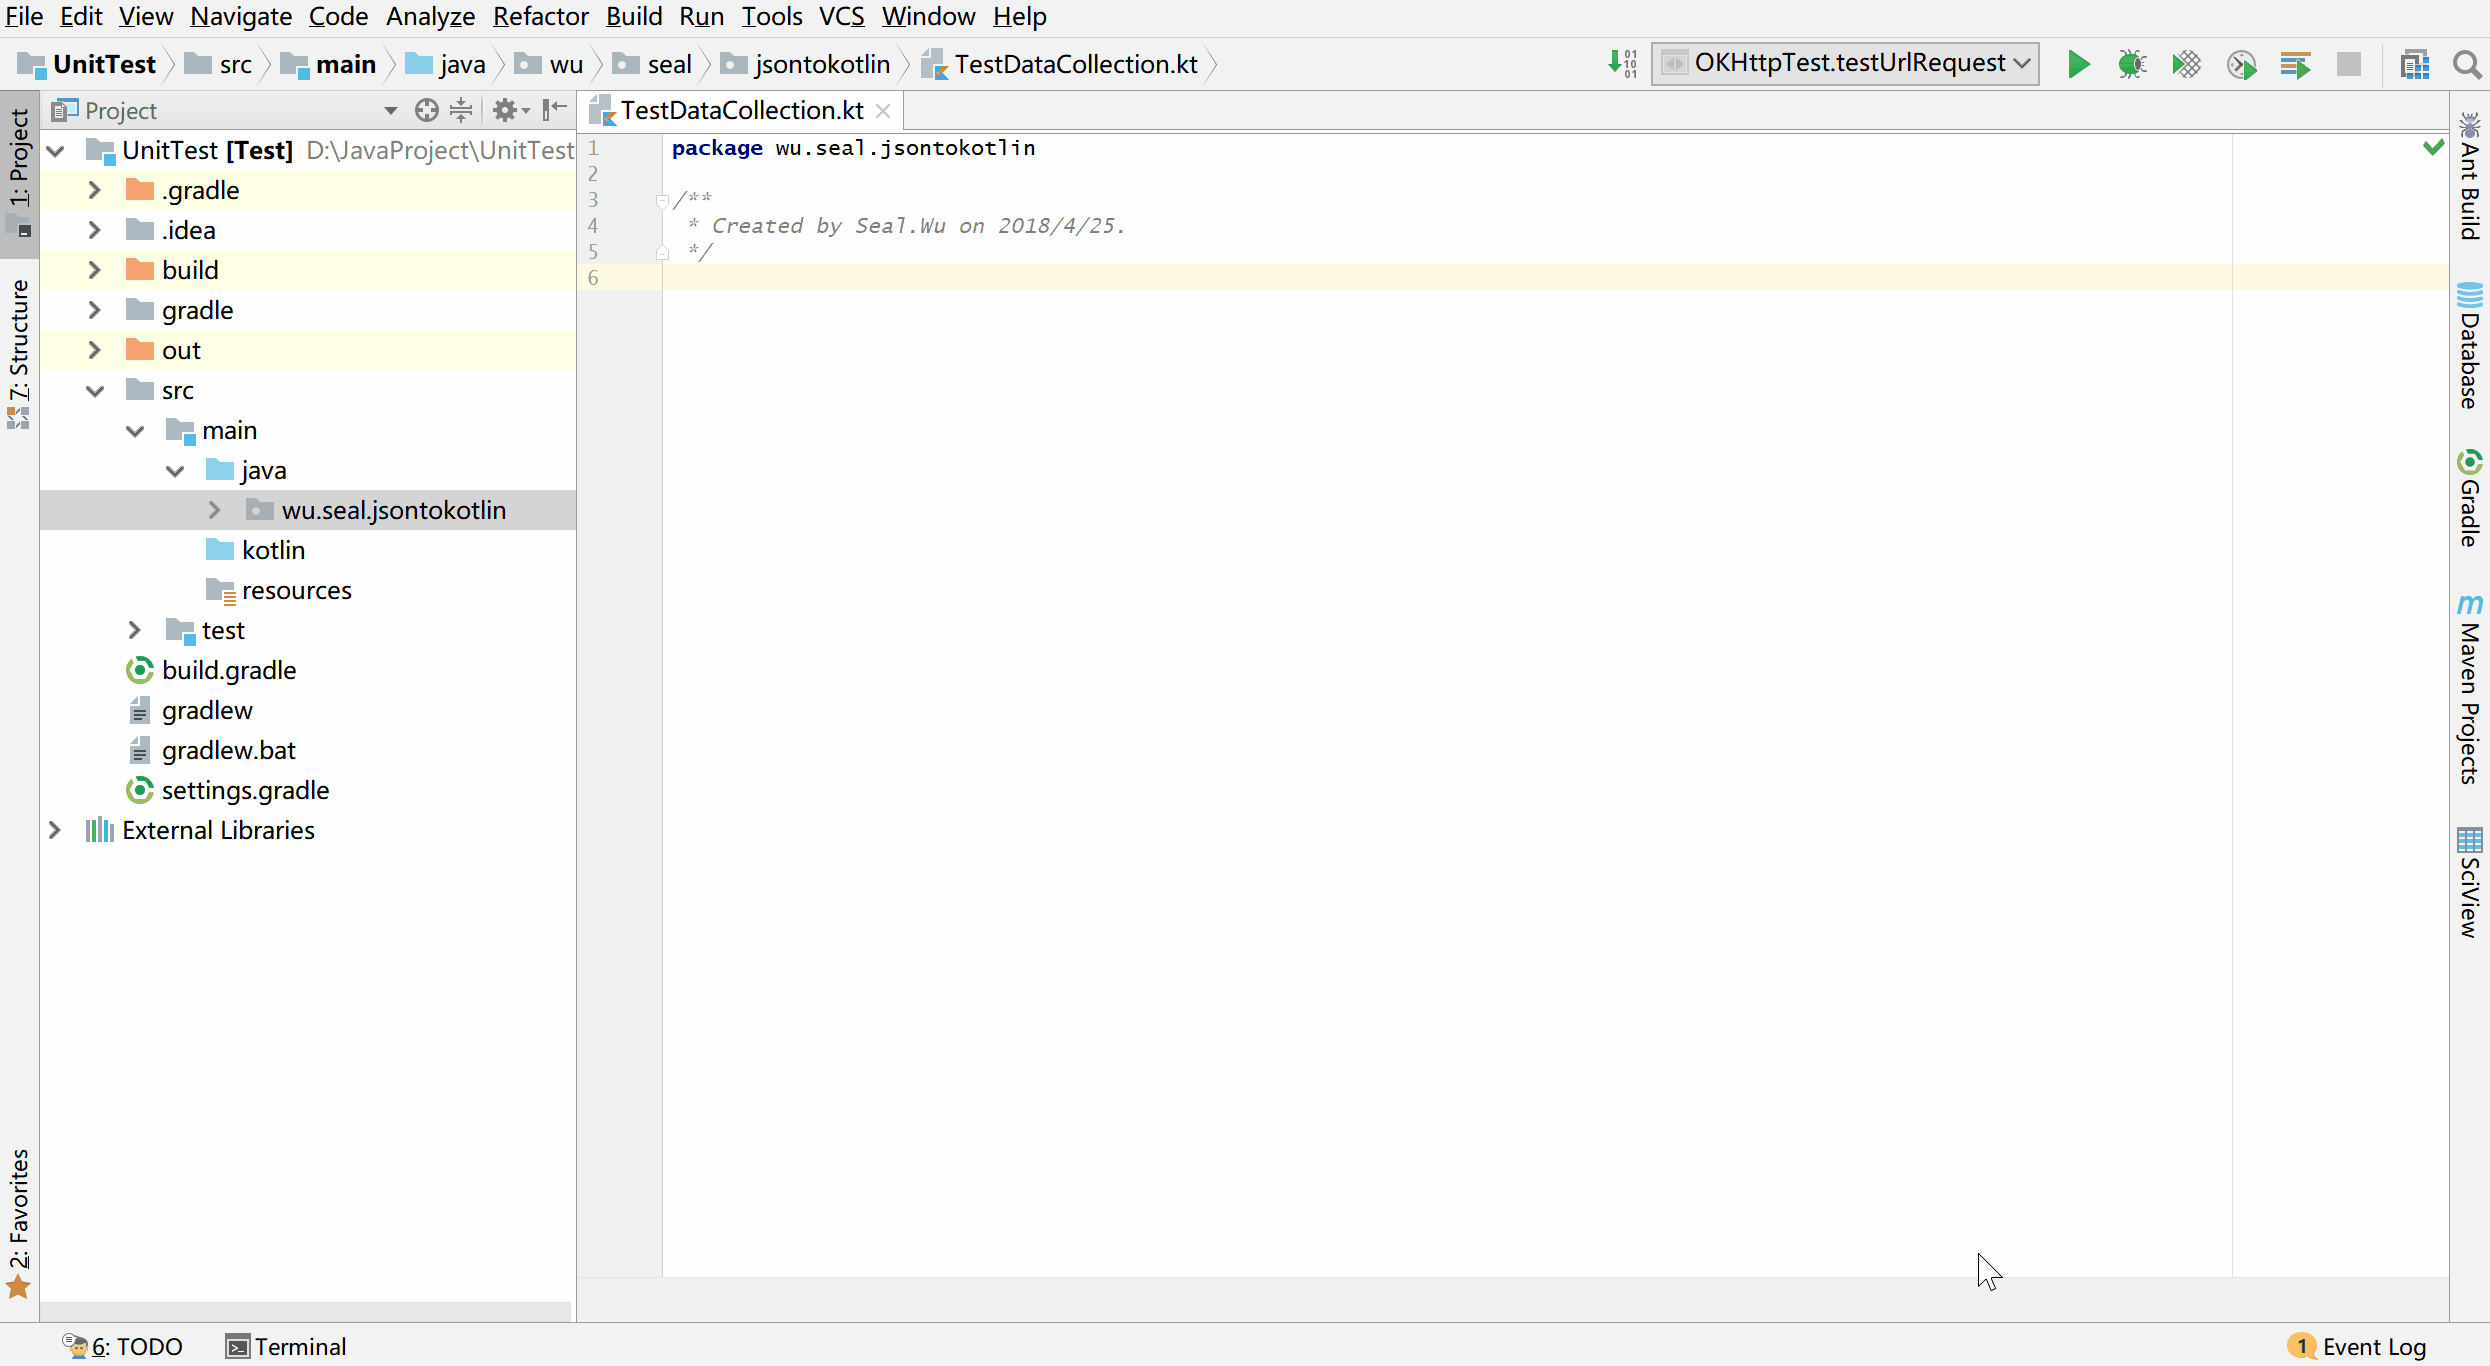 File Edit View Navigate Code Analyze Refactor Build Run Tools VCS Window Help
UnitTest src main java wu seal jsontokotlin TestDataCollection.kt OKHttpTest.testUrlRequest
Project
TestDataCollection.kt
1: Project
7: Structure
2: Favorites
UnitTest [Test] D:\JavaProject\UnitTest
.gradle
.idea
build
gradle
out
src
main
java
wu.seal.jsontokotlin
kotlin
resources
test
build.gradle
gradlew
gradlew.bat
settings.gradle
External Libraries
1 package wu.seal.jsontokotlin
2
3 /**
4 * Created by Seal.Wu on 2018/4/25.
5 */
6
Ant Build
Database
Gradle
m Maven Projects
SciView
6: TODO Terminal 1 Event Log